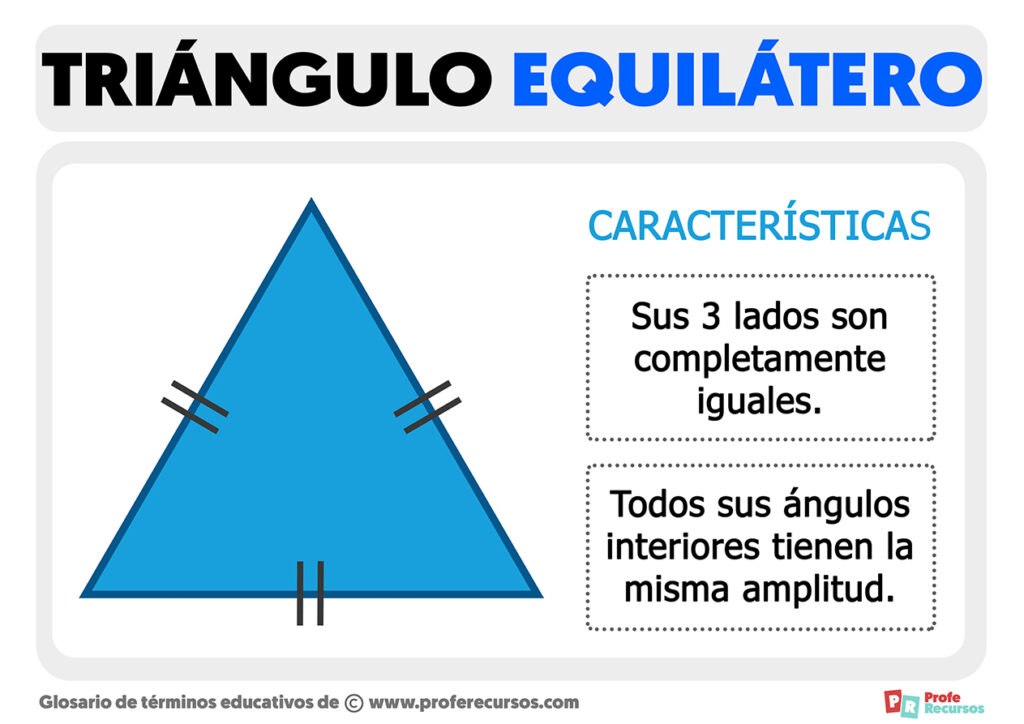 TRIÁNGULO EQUILÁTERO
CARACTERÍSTICAS
Sus 3 lados son
completamente
iguales.
Todos sus ángulos
interiores tienen la
misma amplitud.
Glosario de términos educativos de © www.proferecursos.com
PR
Profe
Recursos